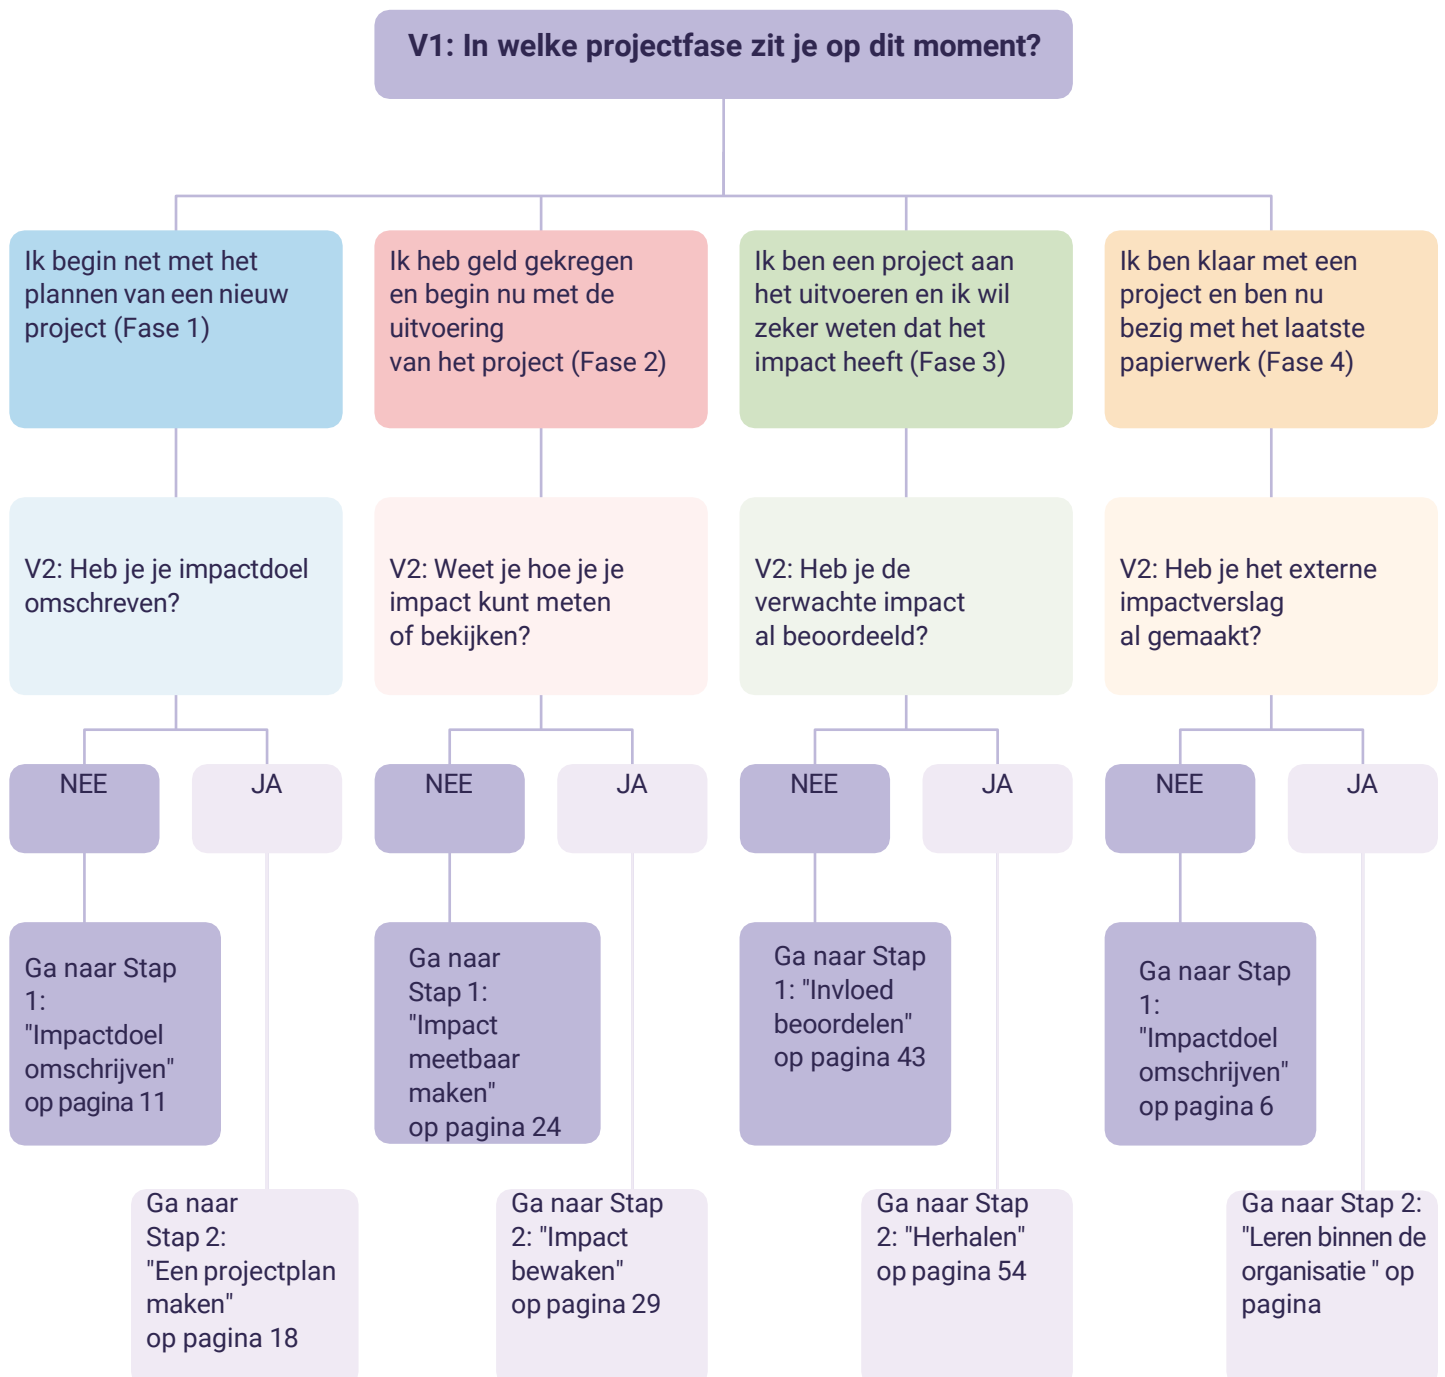 V1: In welke projectfase zit je op dit moment?
Ik begin net met het
plannen van een nieuw
project (Fase 1)
Ik heb geld gekregen
en begin nu met de
uitvoering
van het project (Fase 2)
Ik ben een project aan
het uitvoeren en ik wil
zeker weten dat het
impact heeft (Fase 3)
Ik ben klaar met een
project en ben nu
bezig met het laatste
papierwerk (Fase 4)
V2: Heb je je impactdoel
omschreven?
V2: Weet je hoe je je
impact kunt meten
of bekijken?
V2: Heb je de
verwachte impact
al beoordeeld?
V2: Heb je het externe
impactverslag
al gemaakt?
NEE
JA
NEE
JA
NEE
JA
NEE
JA
Ga naar Stap
1:
"Impactdoel
omschrijven"
op pagina 11
Ga naar
Stap 1:
"Impact
meetbaar
maken"
op pagina 24
Ga naar Stap
1: "Invloed
beoordelen"
op pagina 43
Ga naar Stap
1:
"Impactdoel
omschrijven"
op pagina 6
Ga naar
Stap 2:
"Een projectplan
maken"
op pagina 18
Ga naar Stap
2: "Impact
bewaken"
op pagina 29
Ga naar Stap
2: "Herhalen"
op pagina 54
Ga naar Stap 2:
"Leren binnen de
organisatie " op
pagina